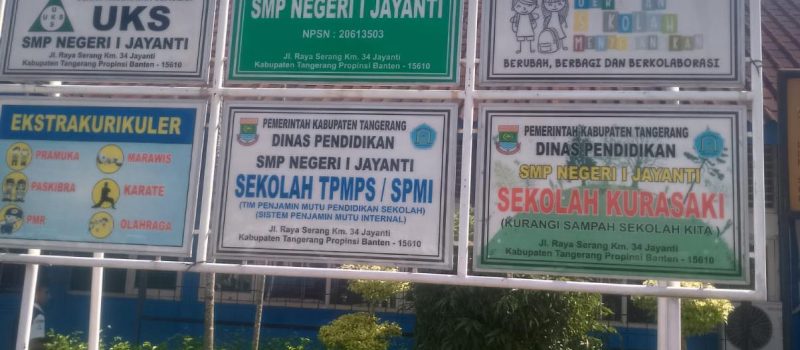 UKS
UKS
SMP NEGERI I JAYANTI
Jl. Raya Serang Km. 34 Jayanti
Kabupaten Tangerang Propinsi Banten - 15610
SMP NEGERI I JAYANTI
NPSN : 20613503
Jl. Raya Serang Km. 34 Jayanti
Kabupaten Tangerang Propinsi Banten - 15610
SEKOLAH
BERUBAH, BERBAGI DAN BERKOLABORASI
EKSTRAKURIKULER
PRAMUKA
MARAWIS
PASKIBRA
KARATE
PMR
OLAHRAGA
PEMERINTAH KABUPATEN TANGERANG
DINAS PENDIDIKAN
SMP NEGERI I JAYANTI
SEKOLAH TPMPS / SPMI
(TIM PENJAMIN MUTU PENDIDIKAN SEKOLAH)
(SISTEM PENJAMIN MUTU INTERNAL)
Jl. Raya Serang Km. 34 Jayanti
Kabupaten Tangerang Propinsi Banten - 15610
PEMERINTAH KABUPATEN TANGERANG
DINAS PENDIDIKAN
SMP NEGERI I JAYANTI
SEKOLAH KURASAKI
(KURANGI SAMPAH SEKOLAH KITA)
Jl. Raya Serang Km. 34 Jayanti
Kabupaten Tangerang Propinsi Banten - 15610